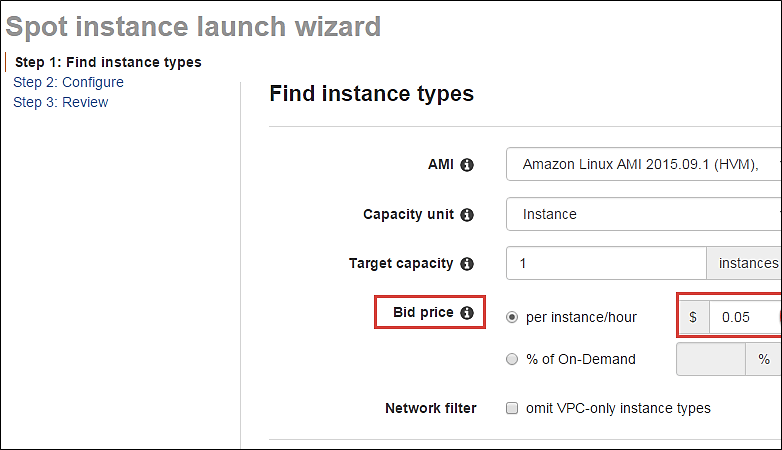 Spot instance launch wizard
Step 1: Find instance types
Step 2: Configure
Step 3: Review
Find instance types
AMI Amazon Linux AMI 2015.09.1 (HVM),
Capacity unit Instance
Target capacity 1 instances
Bid price per instance/hour $ 0.05
% of On-Demand %
Network filter omit VPC-only instance types